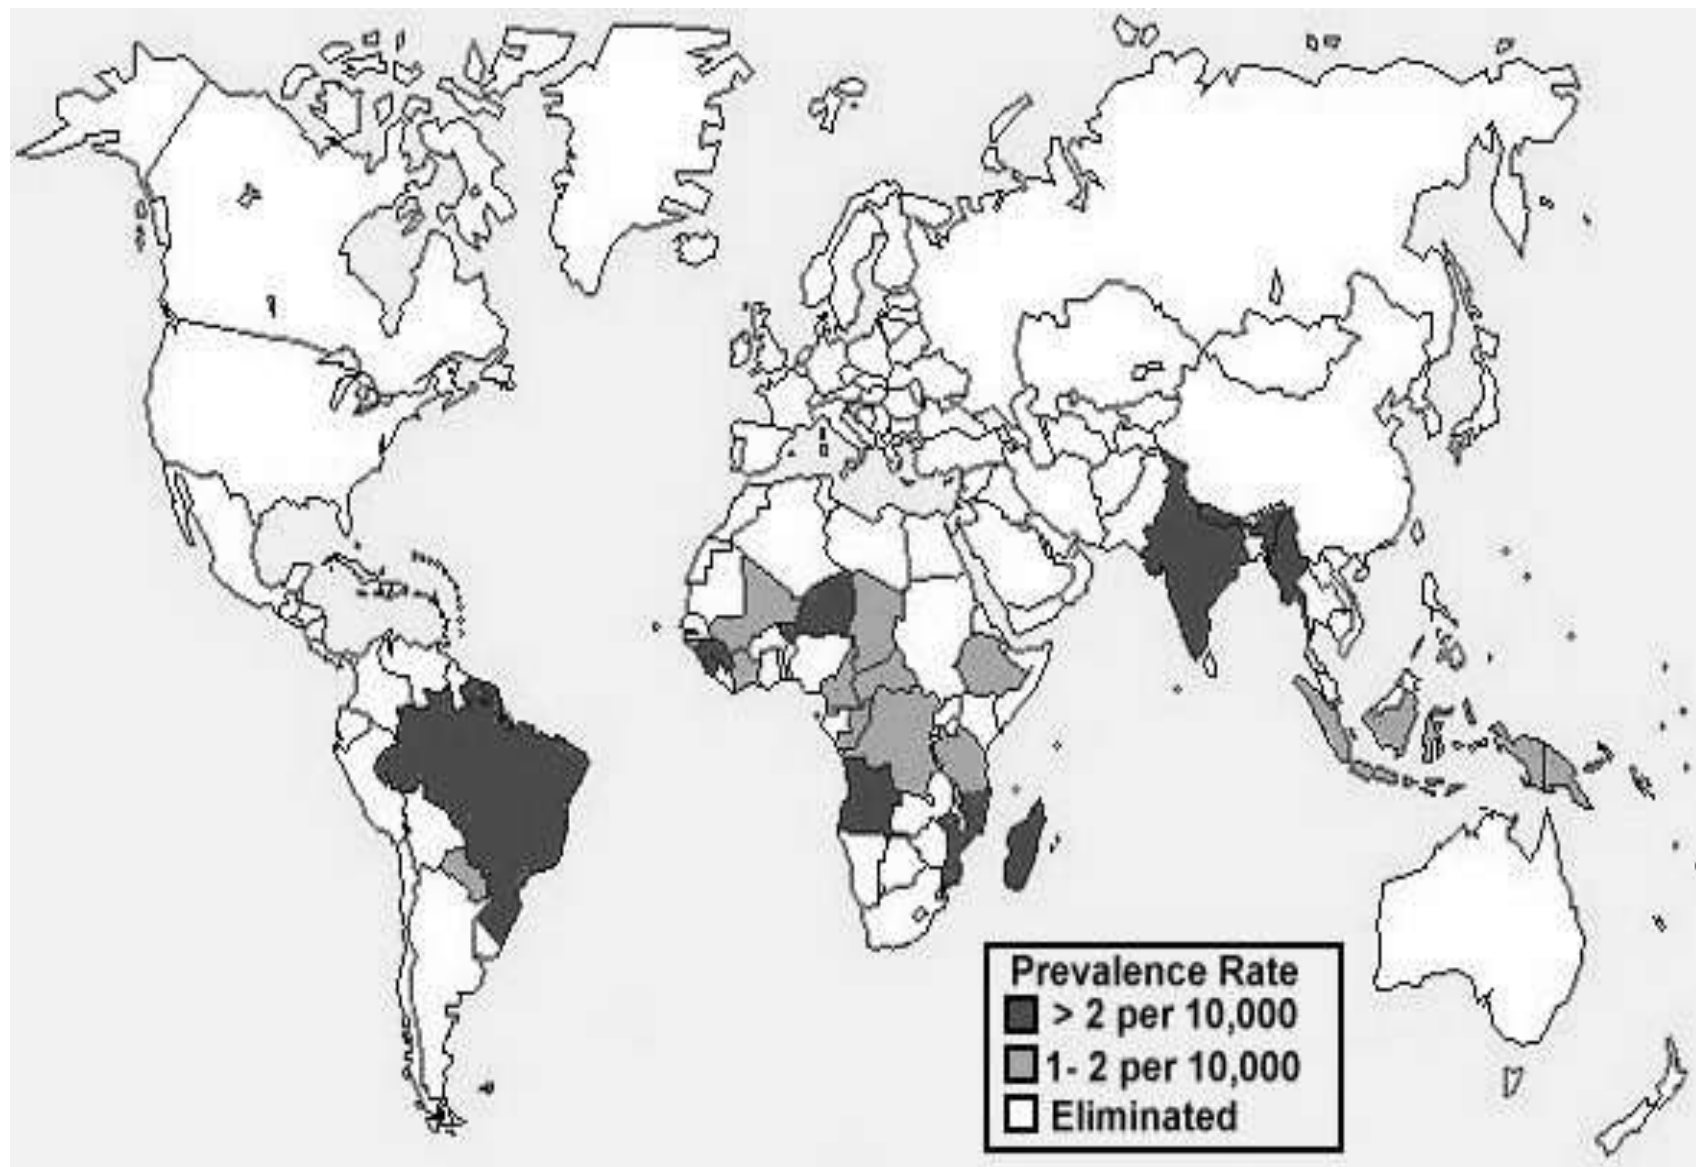 Prevalence Rate
> 2 per 10,000
1- 2 per 10,000
Eliminated